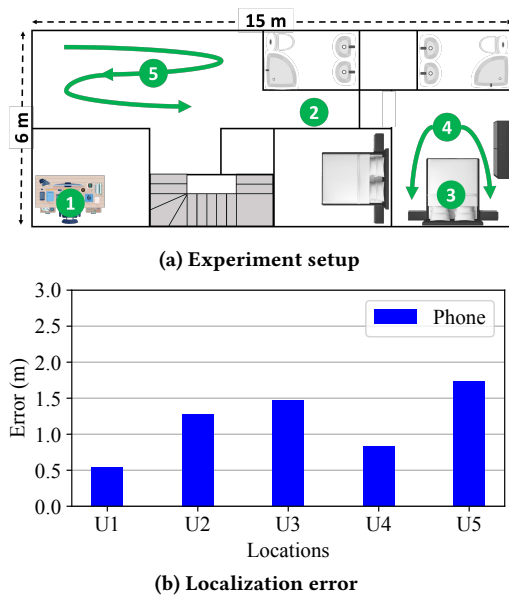 15 m
6 m
5
2
4
1
3
(a) Experiment setup
3.0
Phone
2.5
2.0
1.5
1.0
0.5
0.0
Error (m)
U1 U2 U3 U4 U5
Locations
(b) Localization error